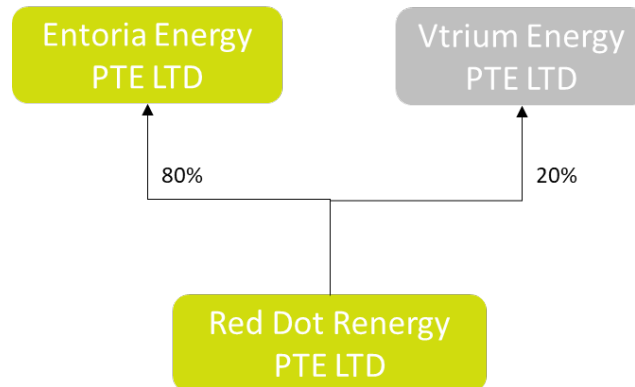 Entoria Energy
PTE LTD
Vtrium Energy
PTE LTD
80%
20%
Red Dot Renergy
PTE LTD